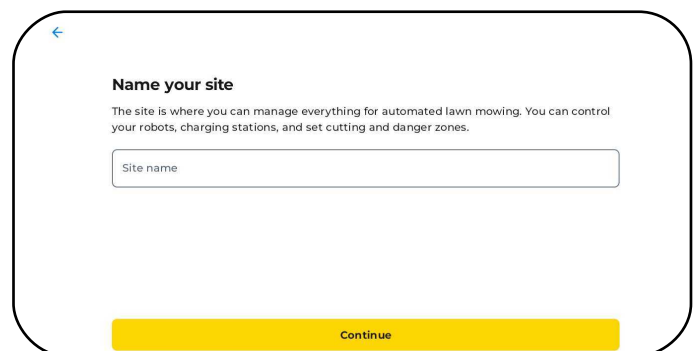 Name your site
The site is where you can manage everything for automated lawn mowing. You can control
your robots, charging stations, and set cutting and danger zones.
Site name
Continue